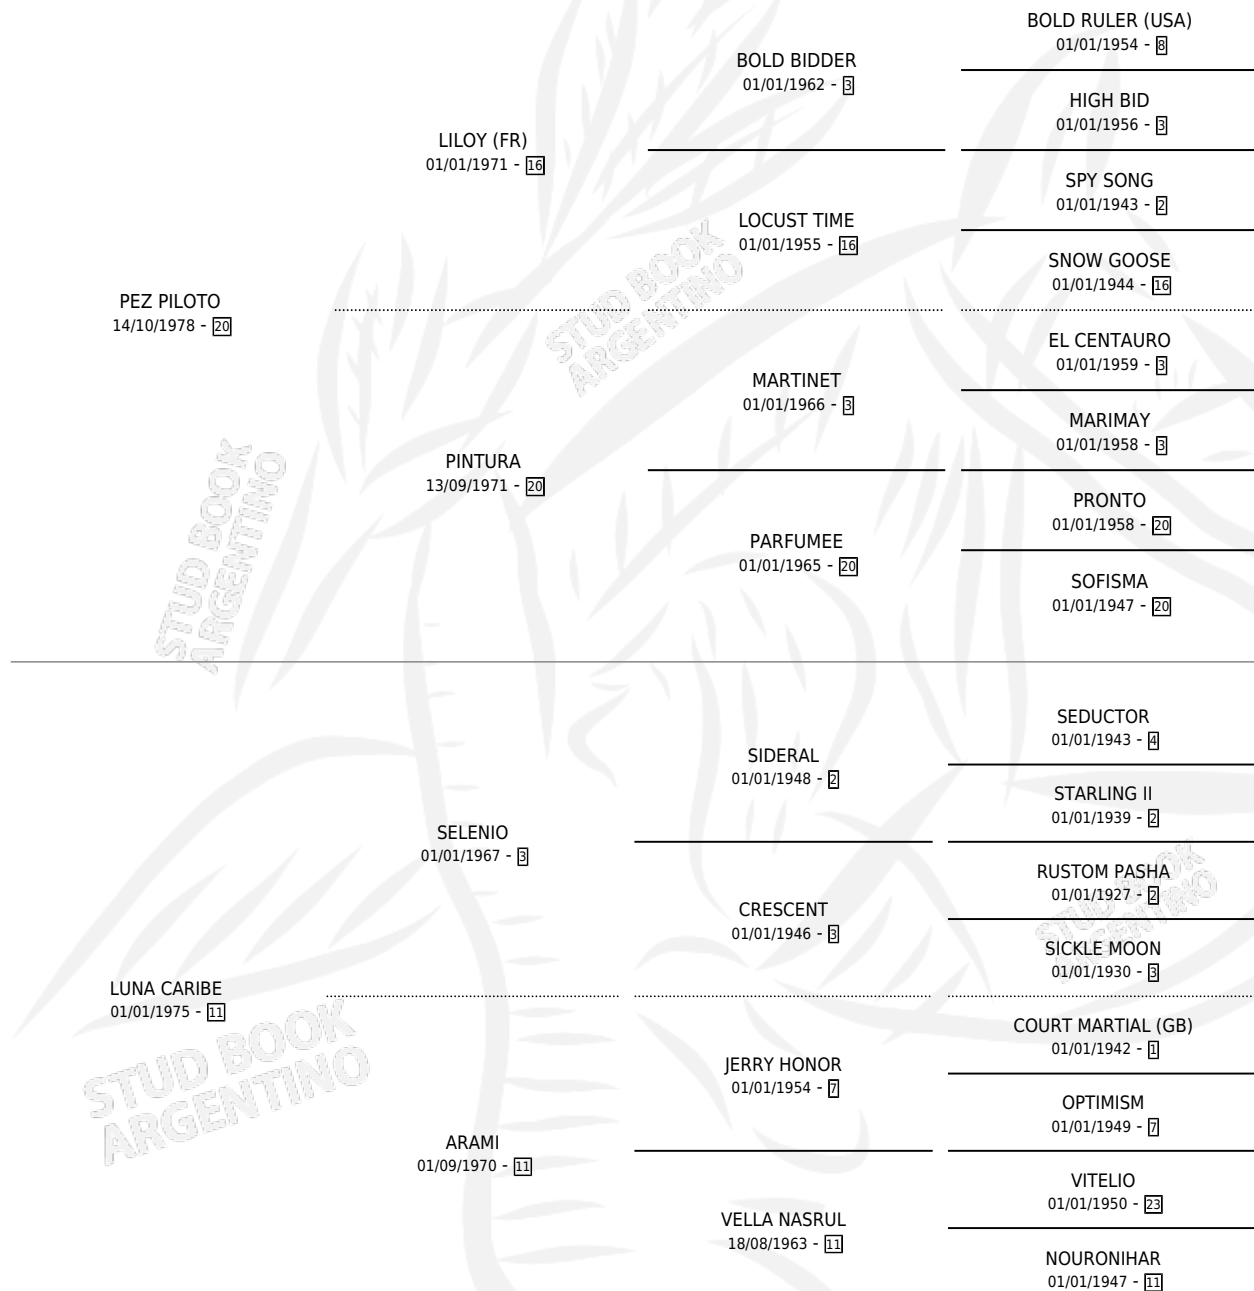 BOLD RULER (USA)
01/01/1954 - 8
BOLD BIDDER
01/01/1962 - 3
HIGH BID
01/01/1956 - 3
LILOY (FR)
01/01/1971 - 16
SPY SONG
01/01/1943 - 2
LOCUST TIME
01/01/1955 - 16
SNOW GOOSE
01/01/1944 - 16
PEZ PILOTO
14/10/1978 - 20
EL CENTAURO
01/01/1959 - 3
MARTINET
01/01/1966 - 3
MARIMAY
01/01/1958 - 3
PINTURA
13/09/1971 - 20
PRONTO
01/01/1958 - 20
PARFUMEE
01/01/1965 - 20
SOFISMA
01/01/1947 - 20
SEDUCTOR
01/01/1943 - 4
SIDERAL
01/01/1948 - 2
STARLING II
01/01/1939 - 2
SELENIO
01/01/1967 - 3
RUSTOM PASHA
01/01/1927 - 2
CRESCENT
01/01/1946 - 3
SICKLE MOON
01/01/1930 - 3
LUNA CARIBE
01/01/1975 - 11
COURT MARTIAL (GB)
01/01/1942 - 1
JERRY HONOR
01/01/1954 - 7
OPTIMISM
01/01/1949 - 7
ARAMI
01/09/1970 - 11
VITELIO
01/01/1950 - 23
VELLA NASRUL
18/08/1963 - 11
NOURONIHAR
01/01/1947 - 11
STUD BOOK
ARGENTINO
STUD BOOK
ARGENTINO
STUD BOOK
ARGENTINO
STUD BOOK
ARGENTINO